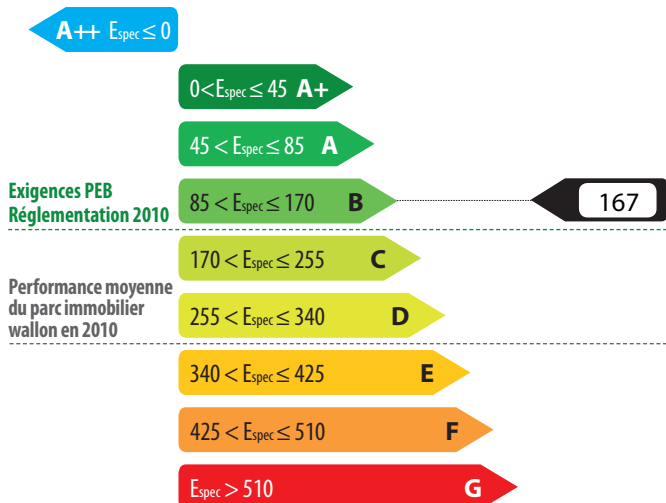 A++ Espec ≤ 0
0<Espec ≤ 45 A+
45 < Espec ≤ 85 A
Exigences PEB
Réglementation 2010
85 < Espec ≤ 170 B
167
170 < Espec ≤ 255 C
Performance moyenne
du parc immobilier
wallon en 2010
255 < Espec ≤ 340 D
340 < Espec ≤ 425 E
425 < Espec ≤ 510 F
Espec > 510 G